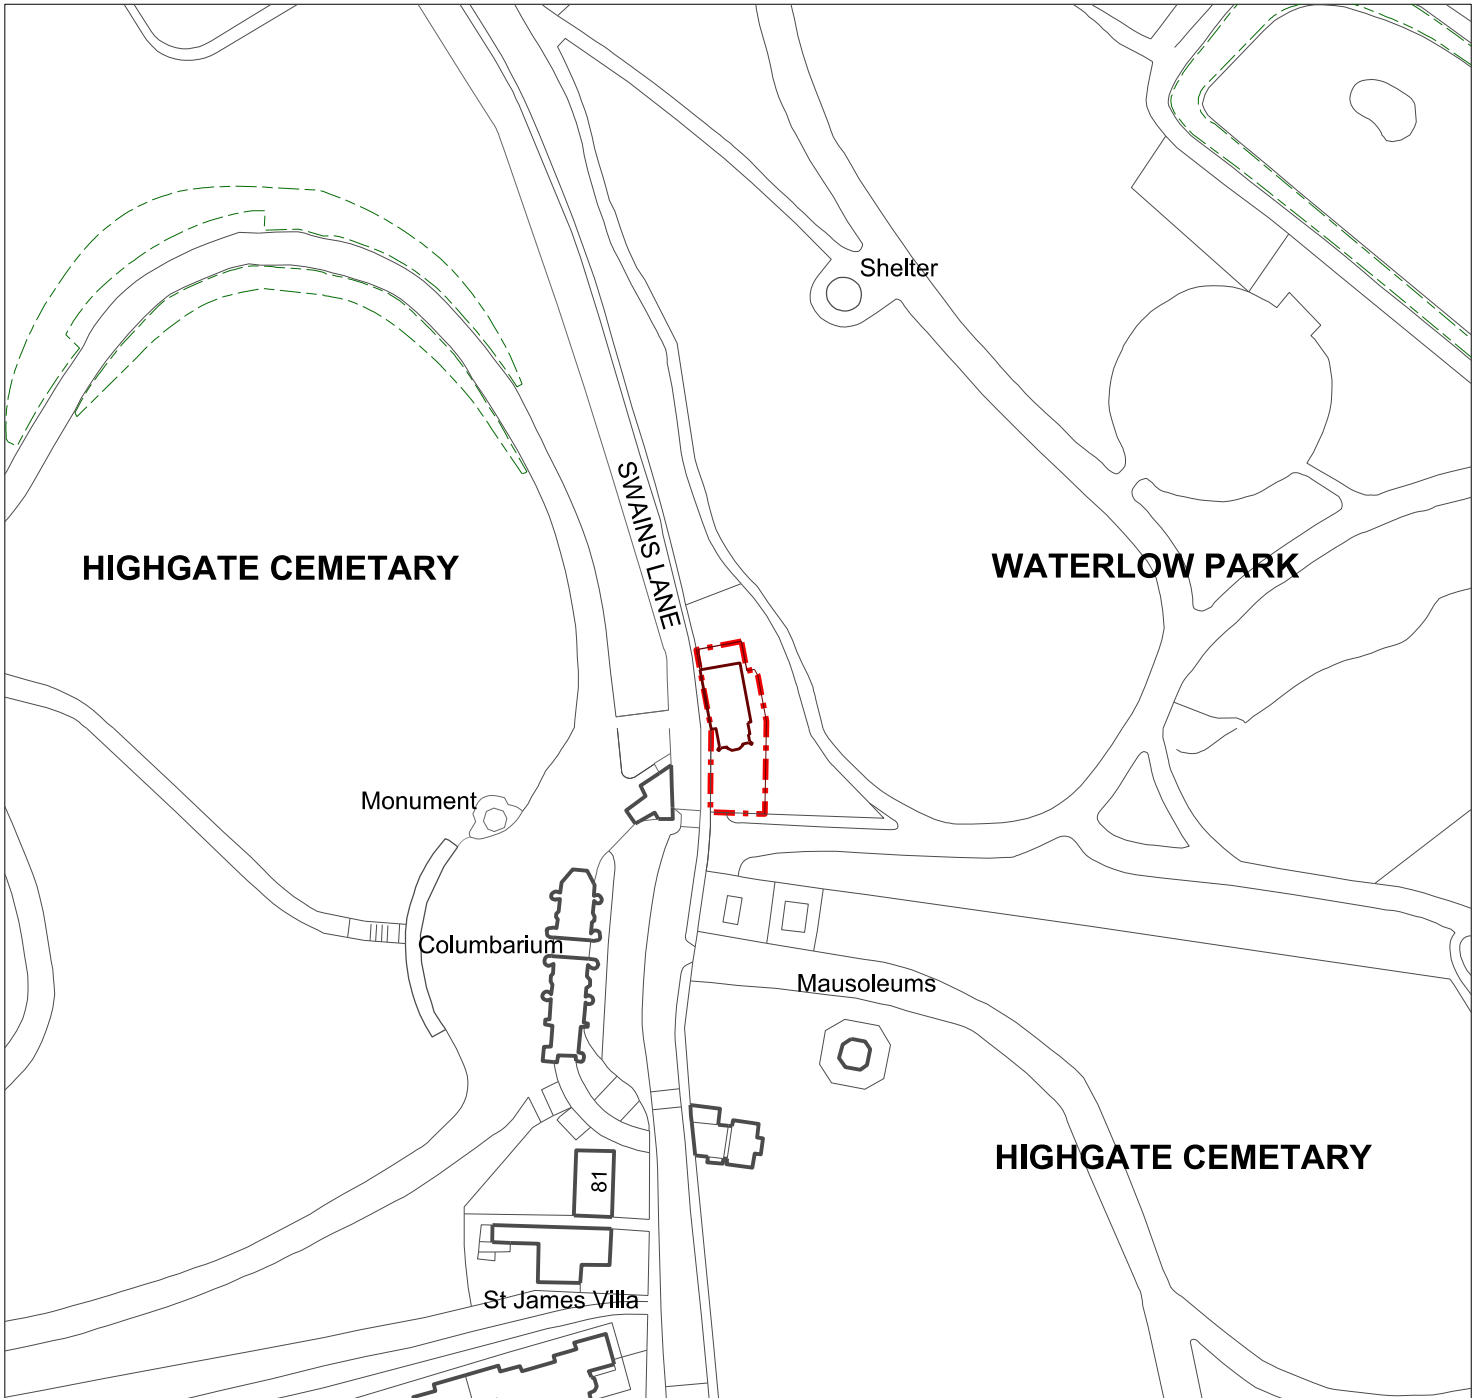 Shelter
SWAINS LANE
HIGHGATE CEMETARY
WATERLOW PARK
Monument
Columbarium
Mausoleums
HIGHGATE CEMETARY
81
St James Villa